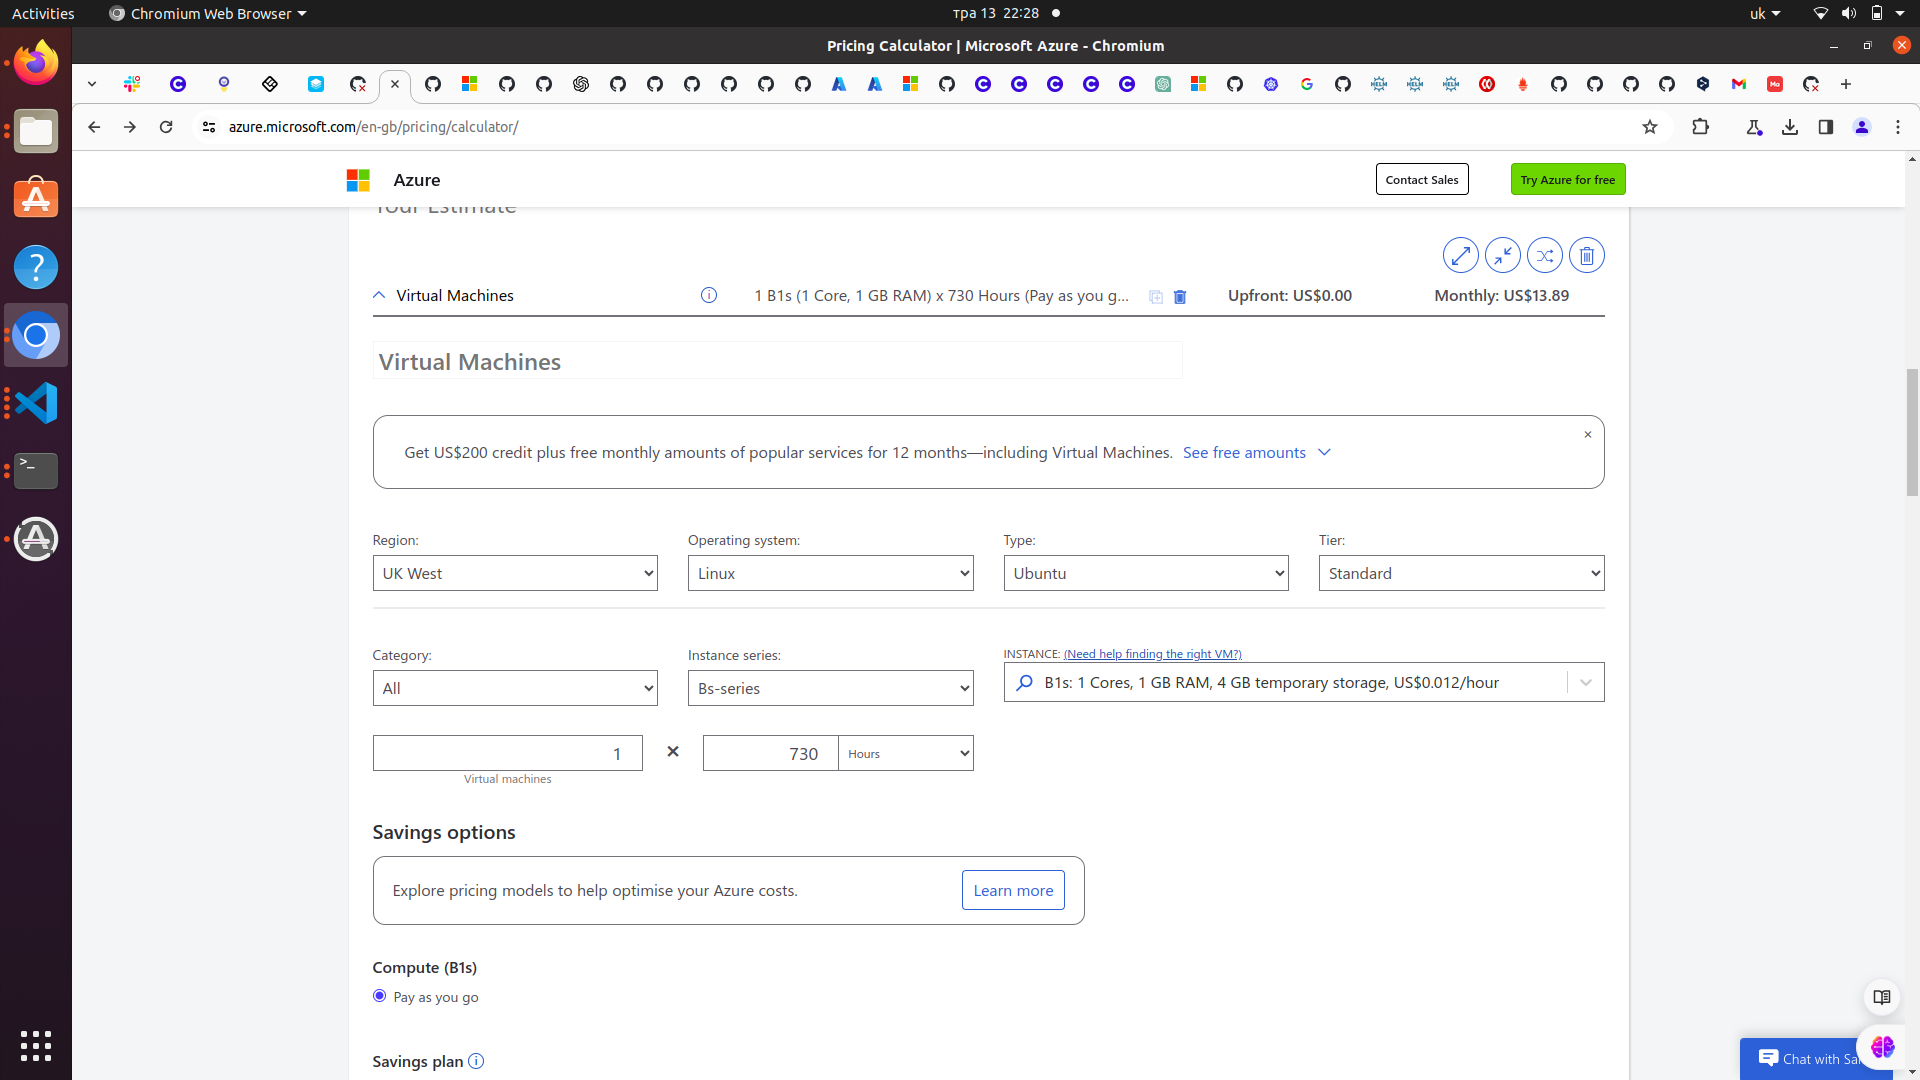 Activities
Chromium Web Browser
тра 13 22:28
uk
Pricing Calculator | Microsoft Azure - Chromium
azure.microsoft.com/en-gb/pricing/calculator/
Azure
Contact Sales
Try Azure for free
Your Estimate
Virtual Machines
1 B1s (1 Core, 1 GB RAM) x 730 Hours (Pay as you g...
Upfront: US$0.00
Monthly: US$13.89
Virtual Machines
Get US$200 credit plus free monthly amounts of popular services for 12 months—including Virtual Machines. See free amounts
Region:
Operating system:
Type:
Tier:
UK West
Linux
Ubuntu
Standard
Category:
Instance series:
INSTANCE: (Need help finding the right VM?)
All
Bs-series
B1s: 1 Cores, 1 GB RAM, 4 GB temporary storage, US$0.012/hour
1
730
Hours
Virtual machines
Savings options
Explore pricing models to help optimise your Azure costs.
Learn more
Compute (B1s)
Pay as you go
Savings plan
Chat with Sa